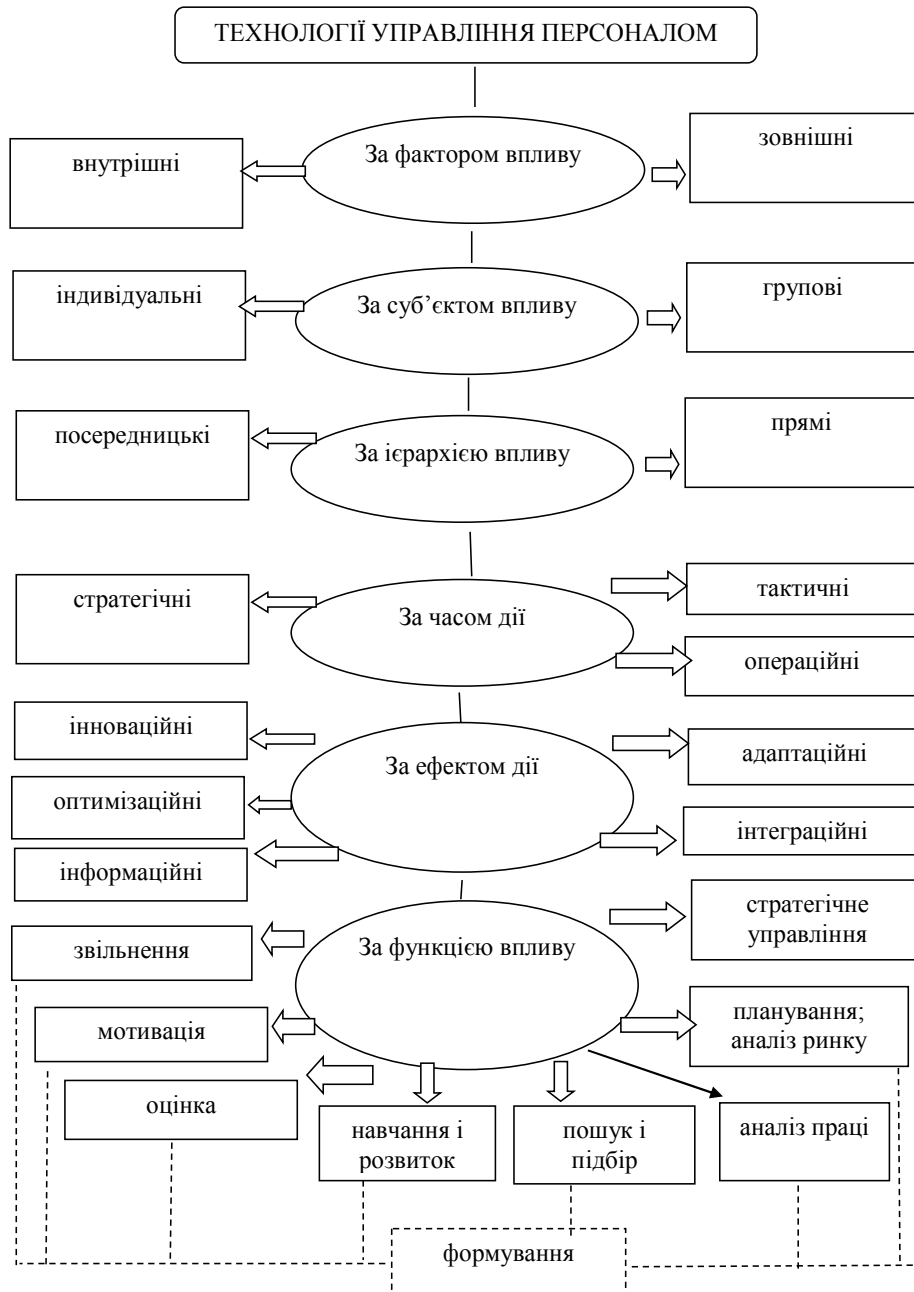 ТЕХНОЛОГІЇ УПРАВЛІННЯ ПЕРСОНАЛОМ
внутрішні
За фактором впливу
зовнішні
індивідуальні
За суб’єктом впливу
групові
посередницькі
За ієрархією впливу
прямі
стратегічні
За часом дії
тактичні
операційні
інноваційні
оптимізаційні
інформаційні
За ефектом дії
адаптаційні
інтеграційні
звільнення
За функцією впливу
стратегічне
управління
мотивація
планування;
аналіз ринку
оцінка
навчання і
розвиток
пошук і
підбір
аналіз праці
формування